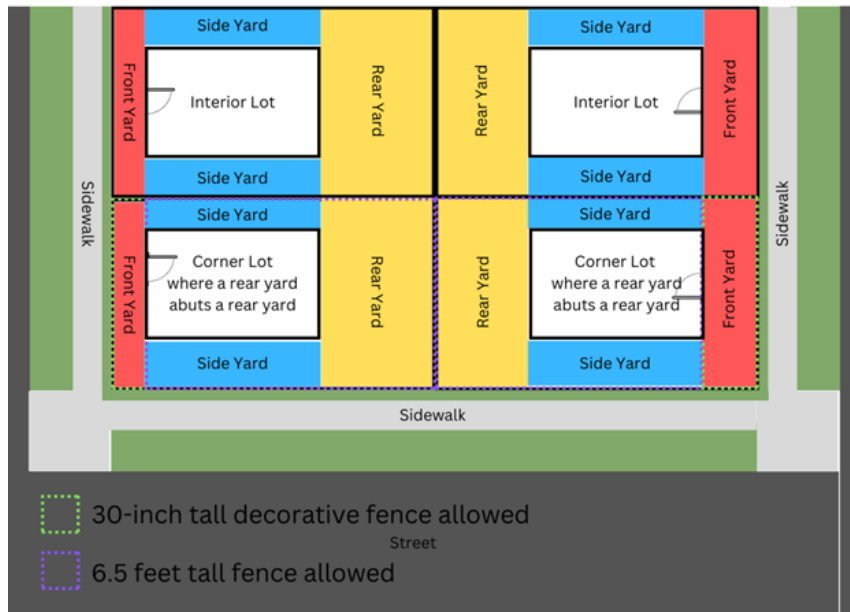 Side Yard
Side Yard
Front Yard
Interior Lot
Rear Yard
Rear Yard
Interior Lot
Front Yard
Side Yard
Side Yard
Sidewalk
Sidewalk
Side Yard
Side Yard
Front Yard
Corner Lot
where a rear yard
abuts a rear yard
Rear Yard
Rear Yard
Corner Lot
where a rear yard
abuts a rear yard
Front Yard
Side Yard
Side Yard
Sidewalk
30-inch tall decorative fence allowed
Street
6.5 feet tall fence allowed